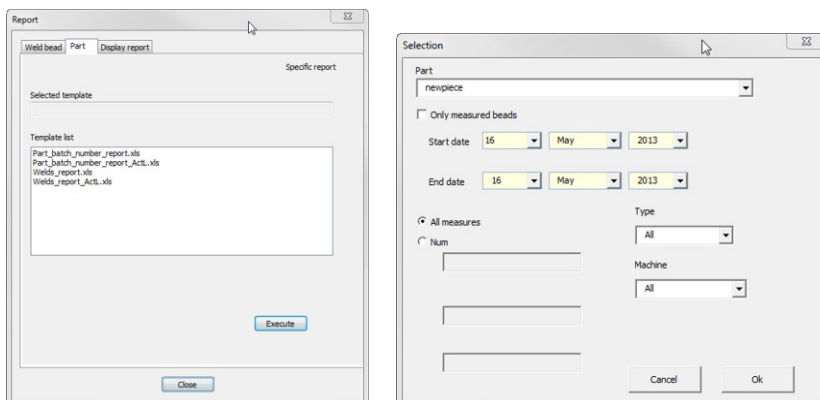 Report
Weld bead Part Display report
Specific report
Selected template
Template list
Part_batch_number_report.xls
Part_batch_number_report_ActL.xls
Welds_report.xls
Welds_report_ActL.xls
Execute
Close
Selection
Part
newpiece
Only measured beads
Start date 16 May 2013
End date 16 May 2013
All measures
Num
Type
All
Machine
All
Cancel Ok